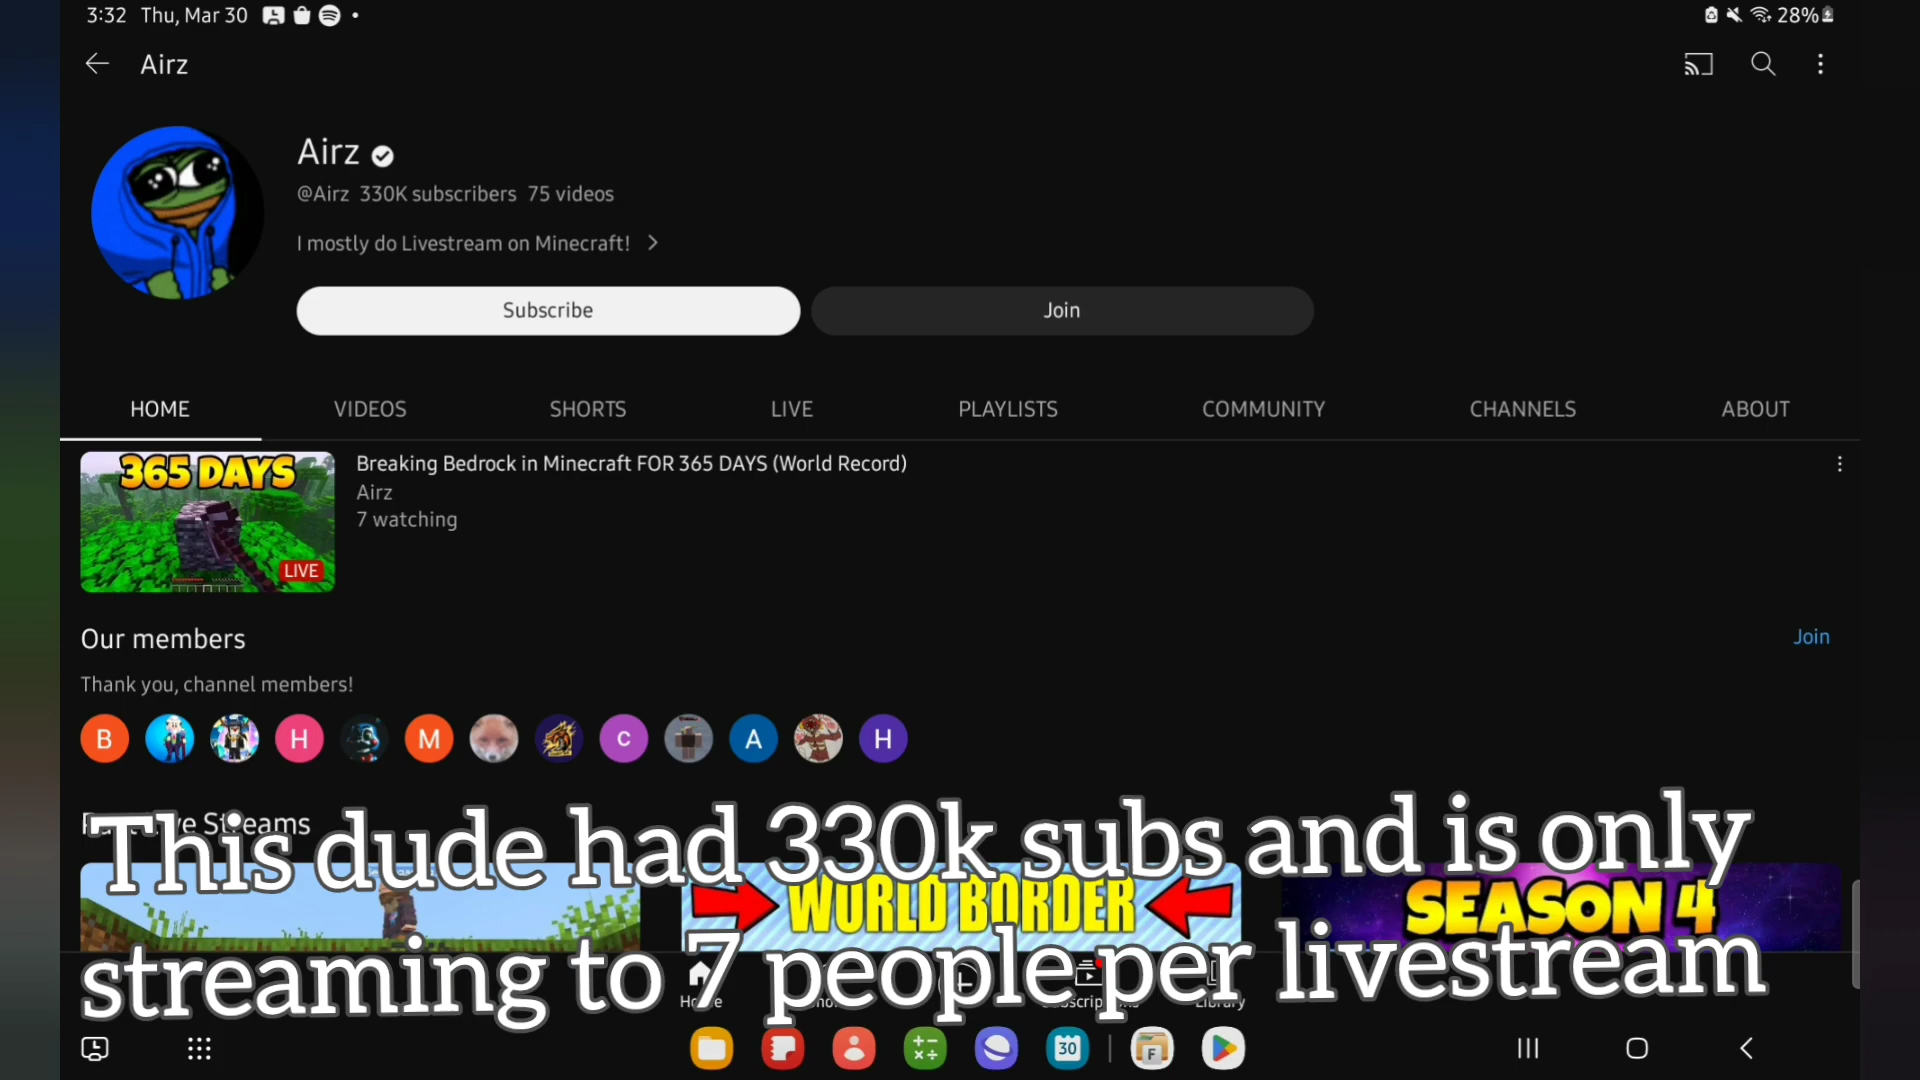 3:32 Thu, Mar 30
28%
Airz
Airz
@Airz 330K subscribers 75 videos
I mostly do Livestream on Minecraft!
Subscribe
Join
HOME
VIDEOS
SHORTS
LIVE
PLAYLISTS
COMMUNITY
CHANNELS
ABOUT
365 DAYS
LIVE
Breaking Bedrock in Minecraft FOR 365 DAYS (World Record)
Airz
7 watching
Our members
Join
Thank you, channel members!
B
H
M
C
A
H
Streams
This dude had 330k subs and is only
WORLD BORDER
SEASON 4
streaming to 7 people per livestream
Library
30
F